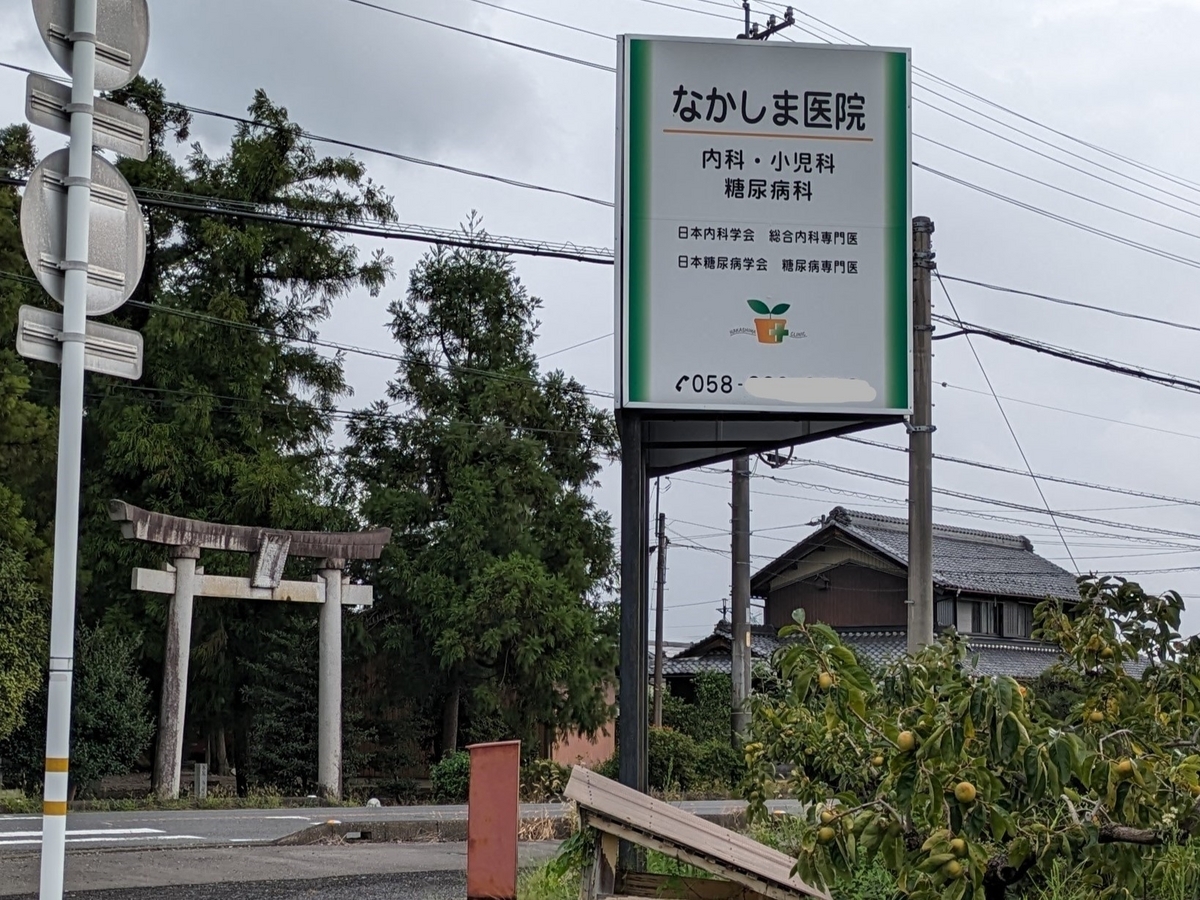 なかしま医院
内科・小児科
糖尿病科
日本内科学会 総合内科専門医
日本糖尿病学会 糖尿病専門医
NAKASHIMA CLINIC
058-